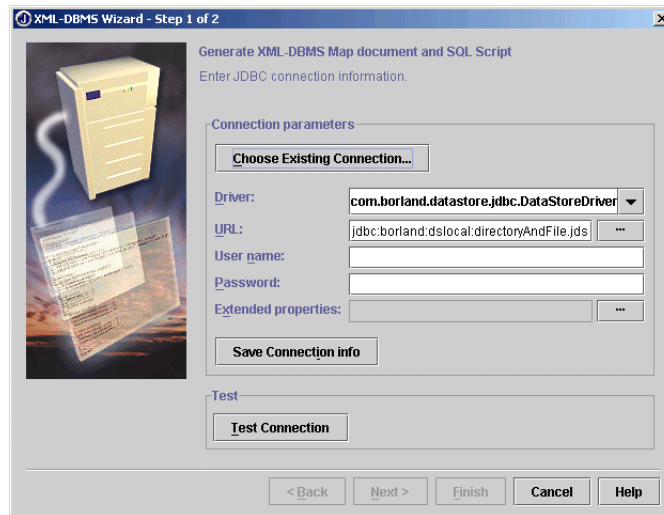 XML-DBMS Wizard - Step 1 of 2
Generate XML-DBMS Map document and SQL Script
Enter JDBC connection information.
Connection parameters
Choose Existing Connection...
Driver: com.borland.datastore.jdbc.DataStoreDriver
URL: jdbc:borland:dslocal:directoryAndFile.jds ...
User name:
Password:
Extended properties: ...
Save Connection info
Test
Test Connection
< Back Next > Finish Cancel Help